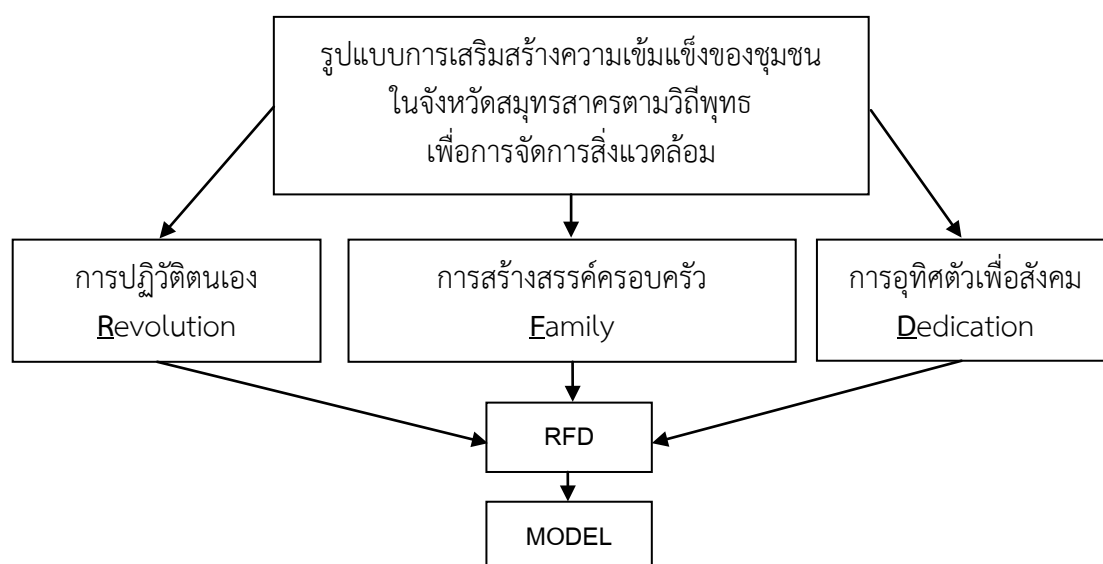 รูปแบบการเสริมสร้างความเข้มแข็งของชุมชน
ในจังหวัดสมุทรสาครตามวิถีพุทธ
เพื่อการจัดการสิ่งแวดล้อม
การปฏิวัติตนเอง
Revolution
การสร้างสรรค์ครอบครัว
Family
การอุทิศตัวเพื่อสังคม
Dedication
RFD
MODEL